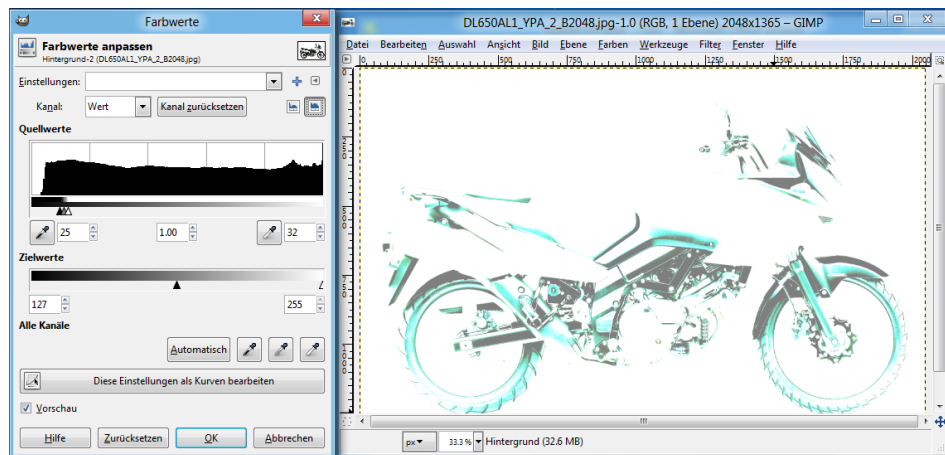 Farbwerte
Farbwerte anpassen
Hintergrund-2 (DL650AL1_YPA_2_B2048.jpg)
Einstellungen:
Kanal: Wert Kanal zurücksetzen
Quellwerte
25 1.00 32
Zielwerte
127 255
Alle Kanäle
Automatisch
Diese Einstellungen als Kurven bearbeiten
Vorschau
Hilfe Zurücksetzen OK Abbrechen
DL650AL1_YPA_2_B2048.jpg-1.0 (RGB, 1 Ebene) 2048x1365 – GIMP
Datei Bearbeiten Auswahl Ansicht Bild Ebene Farben Werkzeuge Filter Fenster Hilfe
0 250 500 750 1000 1250 1500 1750 2000
px 33.3 % Hintergrund (32.6 MB)